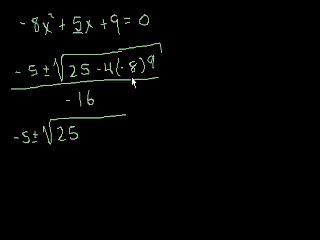 -8x² + 5x + 9 = 0
-5 ± √25 - 4(-8)9
-16
-5 ± √25